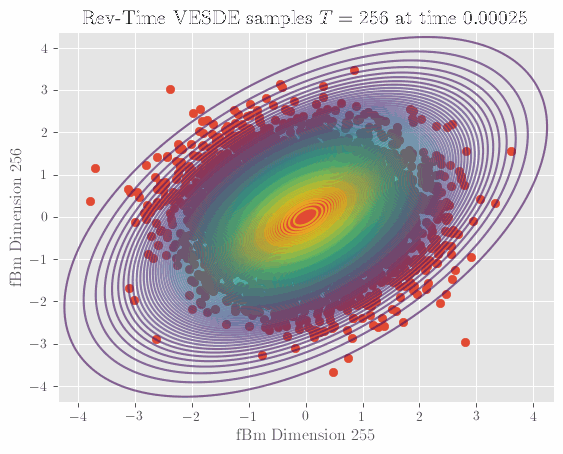 Rev-Time VESDE samples T = 256 at time 0.00025
4
3
2
1
0
−1
−2
−3
−4
fBm Dimension 256
−4 −3 −2 −1 0 1 2 3 4
fBm Dimension 255